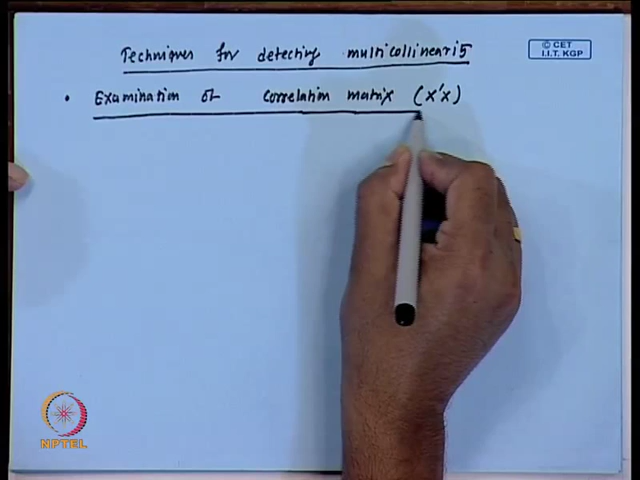 Techniques for detecting multicollinearity
© CET
I.I.T. KGP
• Examination of correlation matrix (x'x)
NPTEL